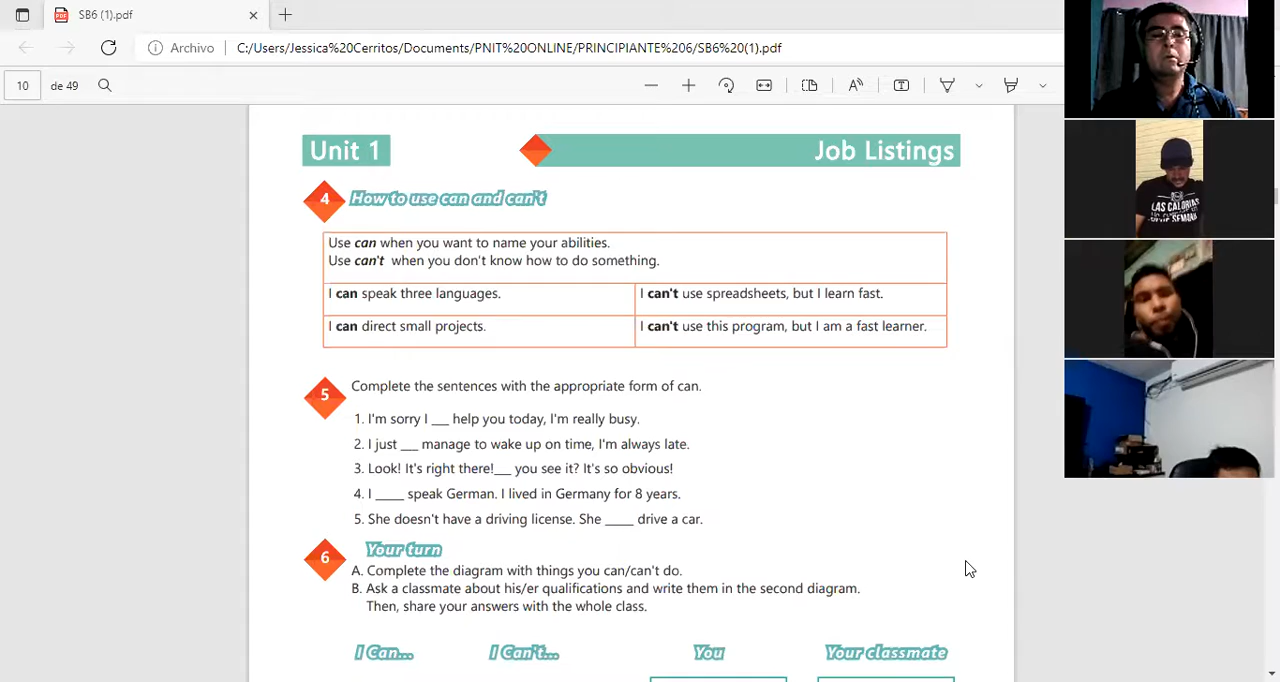 SB6 (1).pdf
Archivo
C:/Users/Jessica%20Cerritos/Documents/PNIT%20ONLINE/PRINCIPIANTE%206/SB6%20(1).pdf
10 de 49
Unit 1
Job Listings
4 How to use can and can't
Use can when you want to name your abilities.
Use can't when you don't know how to do something.
I can speak three languages.
I can't use spreadsheets, but I learn fast.
I can direct small projects.
I can't use this program, but I am a fast learner.
5 Complete the sentences with the appropriate form of can.
1. I'm sorry I ___ help you today, I'm really busy.
2. I just ___ manage to wake up on time, I'm always late.
3. Look! It's right there!___ you see it? It's so obvious!
4. I _____ speak German. I lived in Germany for 8 years.
5. She doesn't have a driving license. She _____ drive a car.
6 Your turn
A. Complete the diagram with things you can/can't do.
B. Ask a classmate about his/er qualifications and write them in the second diagram.
Then, share your answers with the whole class.
I Can... I Can't... You Your classmate
LAS CALORIAS